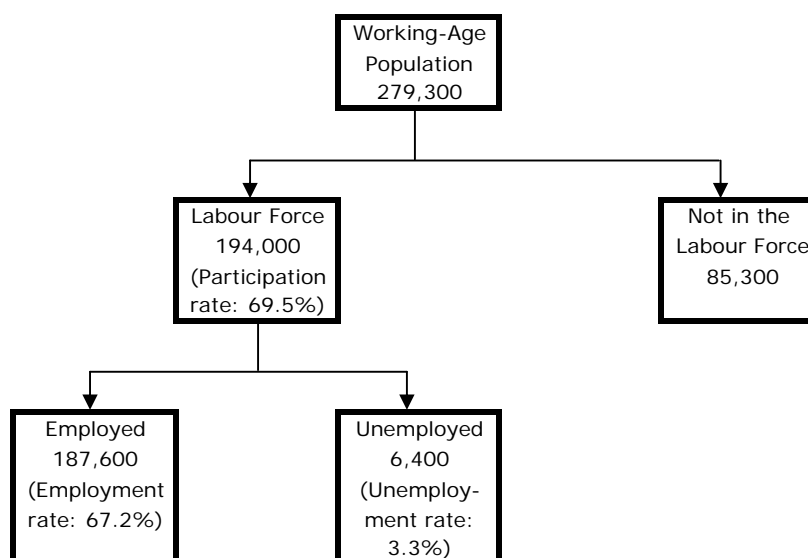 Working-Age
Population
279,300
Labour Force
194,000
(Participation
rate: 69.5%)
Not in the
Labour Force
85,300
Employed
187,600
(Employment
rate: 67.2%)
Unemployed
6,400
(Unemploy-
ment rate:
3.3%)